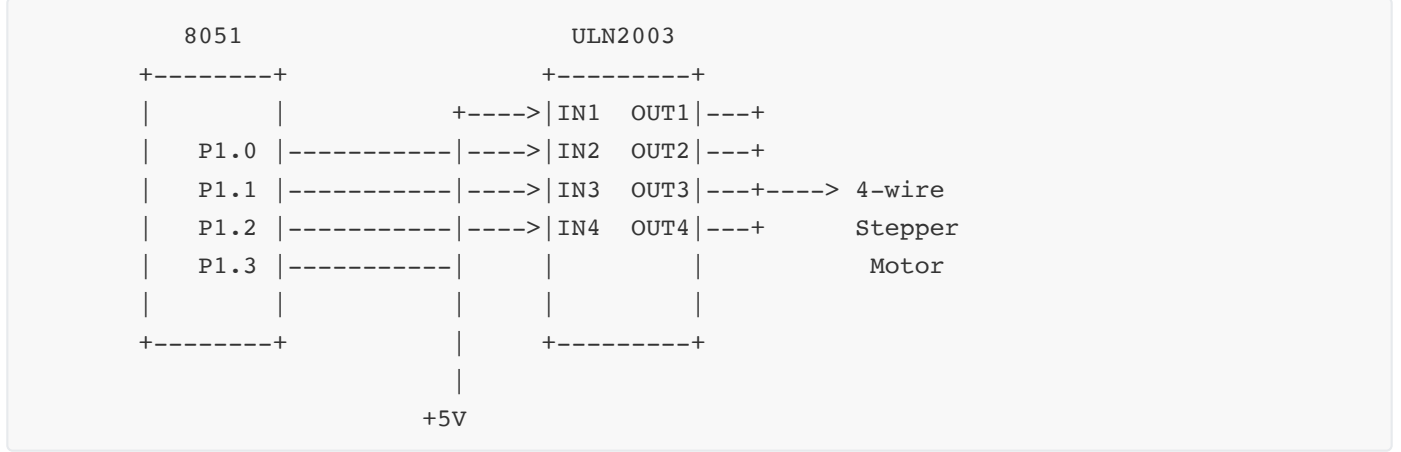 8051                    ULN2003
+--------+                 +---------+
|        |           +---->|IN1  OUT1|---+
|   P1.0 |-----------|---->|IN2  OUT2|---+
|   P1.1 |-----------|---->|IN3  OUT3|---+----> 4-wire
|   P1.2 |-----------|---->|IN4  OUT4|---+      Stepper
|   P1.3 |-----------|     |         |           Motor
|        |           |     |         |
+--------+           |     +---------+
                     |
                   +5V